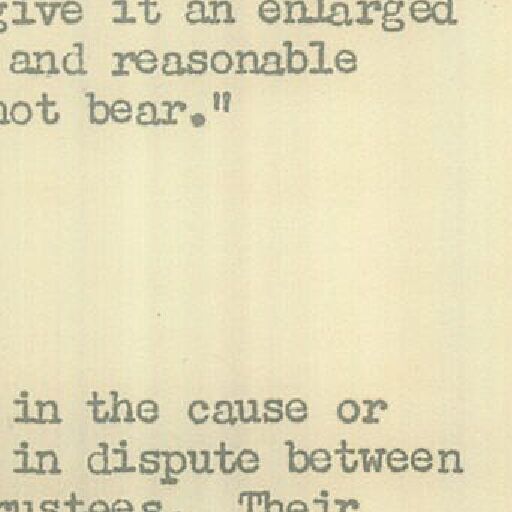 give it an enlarged
and reasonable
not bear."
in the cause or
in dispute between
rustees. Their